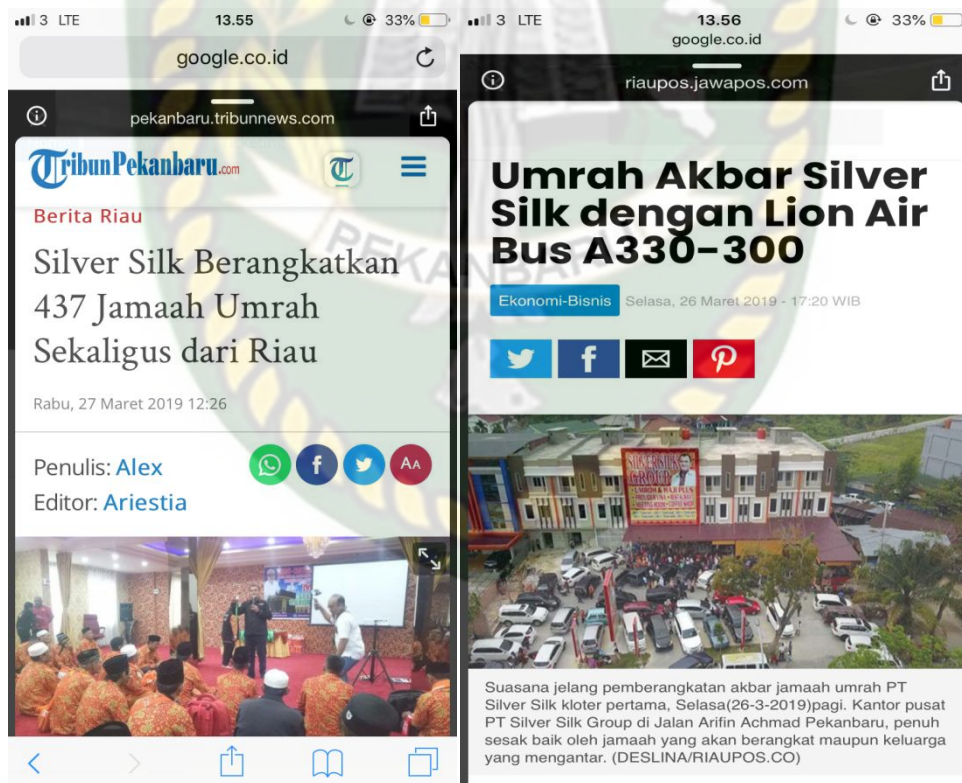 3 LTE 13.55 33%
google.co.id
pekanbaru.tribunnews.com
TribunPekanbaru.com
Berita Riau
Silver Silk Berangkatkan
437 Jamaah Umrah
Sekaligus dari Riau
Rabu, 27 Maret 2019 12:26
Penulis: Alex
Editor: Ariestia
AA
3 LTE 13.56 33%
google.co.id
riaupos.jawapos.com
Umrah Akbar Silver
Silk dengan Lion Air
Bus A330-300
Ekonomi-Bisnis Selasa, 26 Maret 2019 - 17:20 WIB
SILVER SILK
GROUP
Suasana jelang pemberangkatan akbar jamaah umrah PT
Silver Silk kloter pertama, Selasa(26-3-2019)pagi. Kantor pusat
PT Silver Silk Group di Jalan Arifin Achmad Pekanbaru, penuh
sesak baik oleh jamaah yang akan berangkat maupun keluarga
yang mengantar. (DESLINA/RIAUPOS.CO)
PEKANBARU